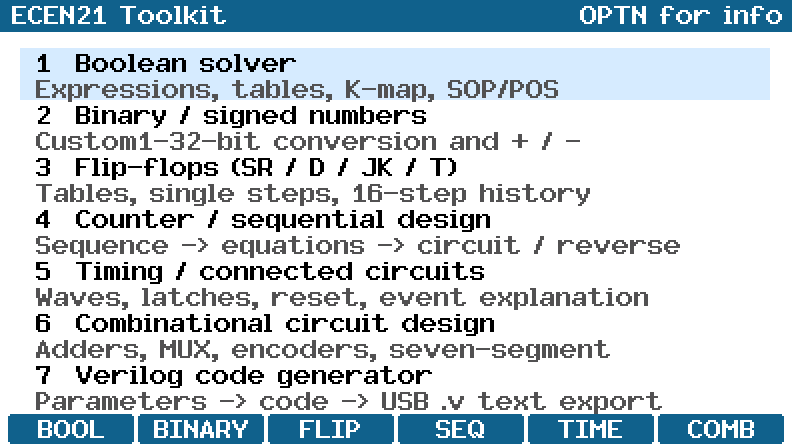 ECEN21 Toolkit OPTN for info
1 Boolean solver
Expressions, tables, K-map, SOP/POS
2 Binary / signed numbers
Custom1-32-bit conversion and + / -
3 Flip-flops (SR / D / JK / T)
Tables, single steps, 16-step history
4 Counter / sequential design
Sequence -> equations -> circuit / reverse
5 Timing / connected circuits
Waves, latches, reset, event explanation
6 Combinational circuit design
Adders, MUX, encoders, seven-segment
7 Verilog code generator
Parameters -> code -> USB .v text export
BOOL BINARY FLIP SEQ TIME COMB